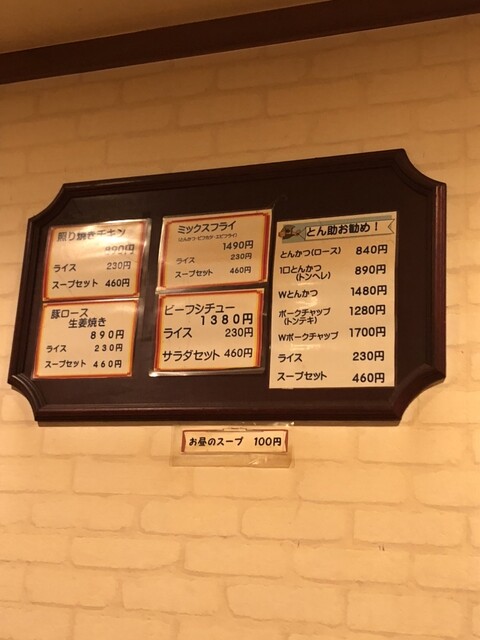 照り焼きチキン
890円
ライス 230円
スープセット 460円
豚ロース
生姜焼き
890円
ライス 230円
スープセット 460円
ミックスフライ
1490円
ライス 230円
スープセット 460円
ビーフシチュー
1380円
ライス 230円
サラダセット 460円
とん助お勧め!
とんかつ(ロース) 840円
1口とんかつ 890円
(トンヘレ)
Wとんかつ 1480円
ポークチャップ 1280円
(トンテキ)
Wポークチャップ 1700円
ライス 230円
スープセット 460円
お昼のスープ 100円